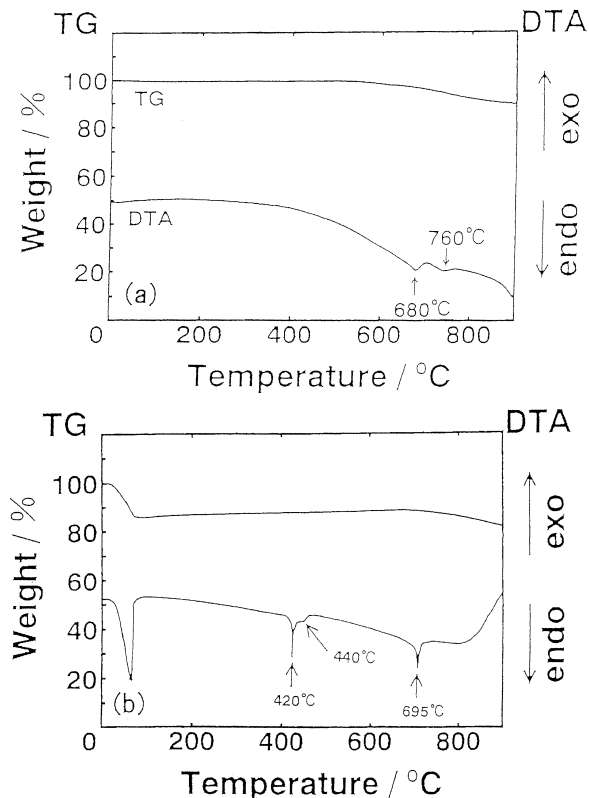 TG DTA
100
80
60
40
20
0 200 400 600 800
Weight / %
TG
DTA
exo
endo
760°C
680°C
(a)
Temperature / °C
TG DTA
100
80
60
40
20
0 200 400 600 800
Weight / %
exo
endo
440°C
420°C
695°C
(b)
Temperature / °C